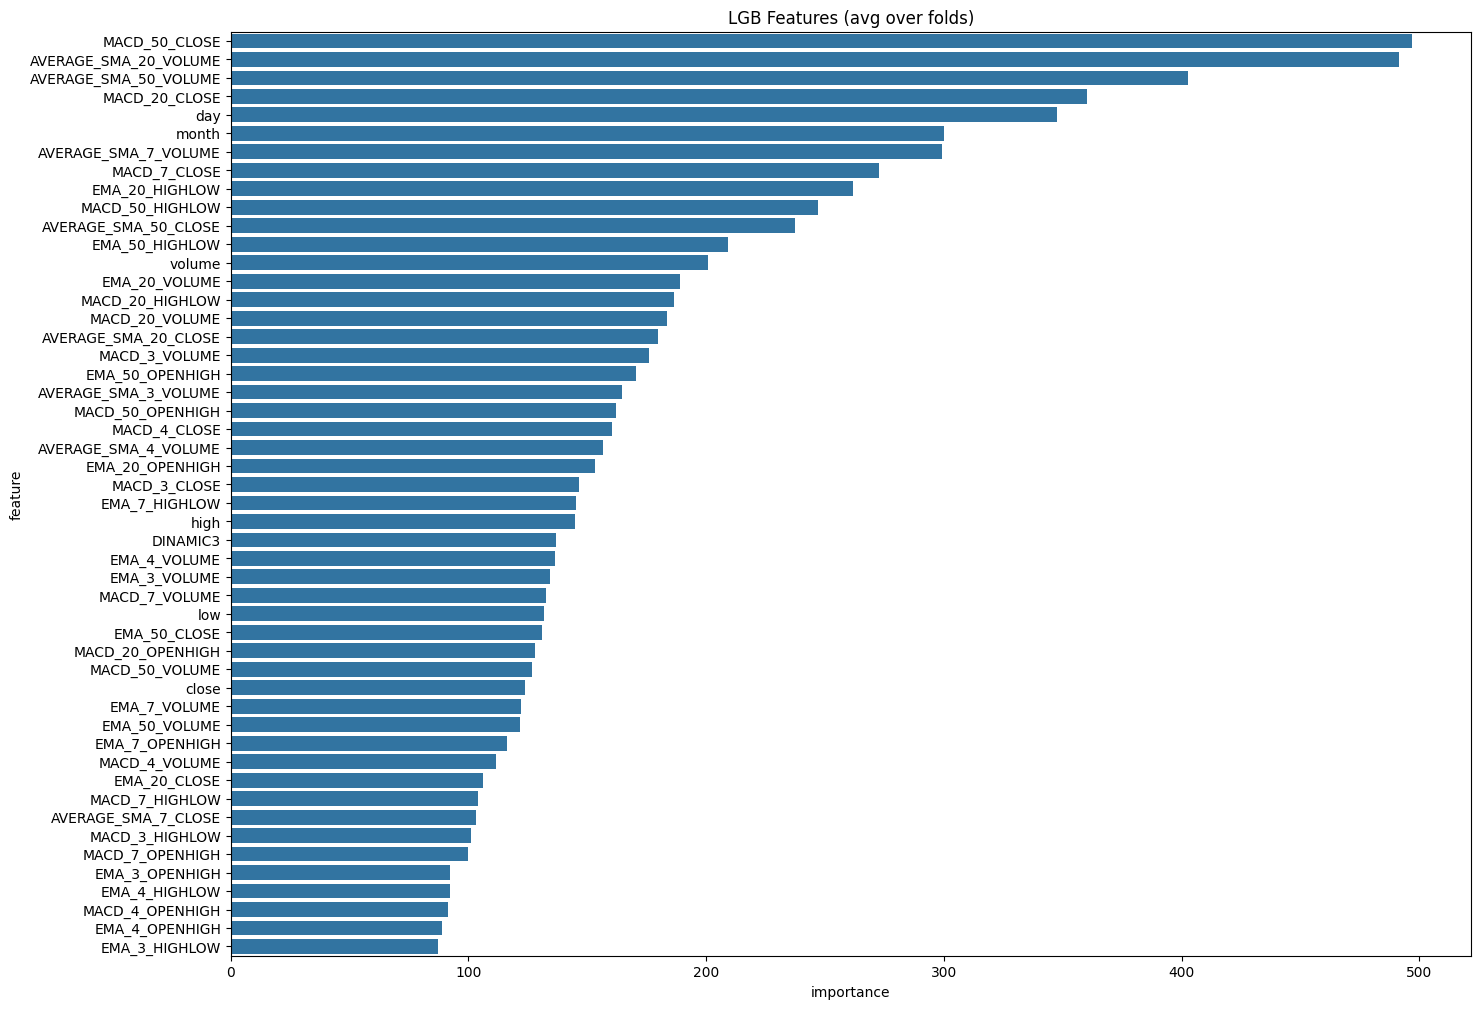 LGB Features (avg over folds)
MACD_50_CLOSE
AVERAGE_SMA_20_VOLUME
AVERAGE_SMA_50_VOLUME
MACD_20_CLOSE
day
month
AVERAGE_SMA_7_VOLUME
MACD_7_CLOSE
EMA_20_HIGHLOW
MACD_50_HIGHLOW
AVERAGE_SMA_50_CLOSE
EMA_50_HIGHLOW
volume
EMA_20_VOLUME
MACD_20_HIGHLOW
MACD_20_VOLUME
AVERAGE_SMA_20_CLOSE
MACD_3_VOLUME
EMA_50_OPENHIGH
AVERAGE_SMA_3_VOLUME
MACD_50_OPENHIGH
MACD_4_CLOSE
AVERAGE_SMA_4_VOLUME
EMA_20_OPENHIGH
MACD_3_CLOSE
EMA_7_HIGHLOW
high
DINAMIC3
EMA_4_VOLUME
EMA_3_VOLUME
MACD_7_VOLUME
low
EMA_50_CLOSE
MACD_20_OPENHIGH
MACD_50_VOLUME
close
EMA_7_VOLUME
EMA_50_VOLUME
EMA_7_OPENHIGH
MACD_4_VOLUME
EMA_20_CLOSE
MACD_7_HIGHLOW
AVERAGE_SMA_7_CLOSE
MACD_3_HIGHLOW
MACD_7_OPENHIGH
EMA_3_OPENHIGH
EMA_4_HIGHLOW
MACD_4_OPENHIGH
EMA_4_OPENHIGH
EMA_3_HIGHLOW
feature
0 100 200 300 400 500
importance